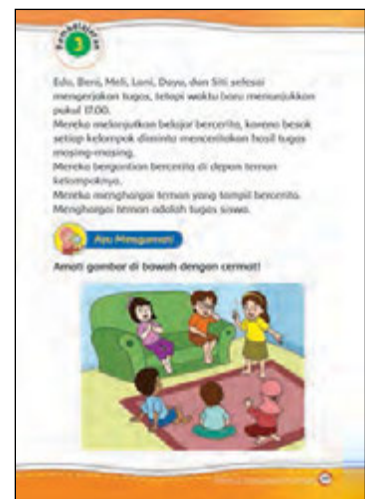 Pembelajaran
3
Edo, Beni, Meli, Lani, Dayu, dan Siti selesai
mengerjakan tugas, tetapi waktu baru menunjukkan
pukul 17.00.
Mereka melanjutkan belajar bercerita, karena besok
setiap kelompok diminta menceritakan hasil tugas
masing-masing.
Mereka bergantian bercerita di depan teman
kelompoknya.
Mereka menghargai teman yang tampil bercerita.
Menghargai teman adalah tugas siswa.
Ayo Mengamati
Amati gambar di bawah dengan cermat!